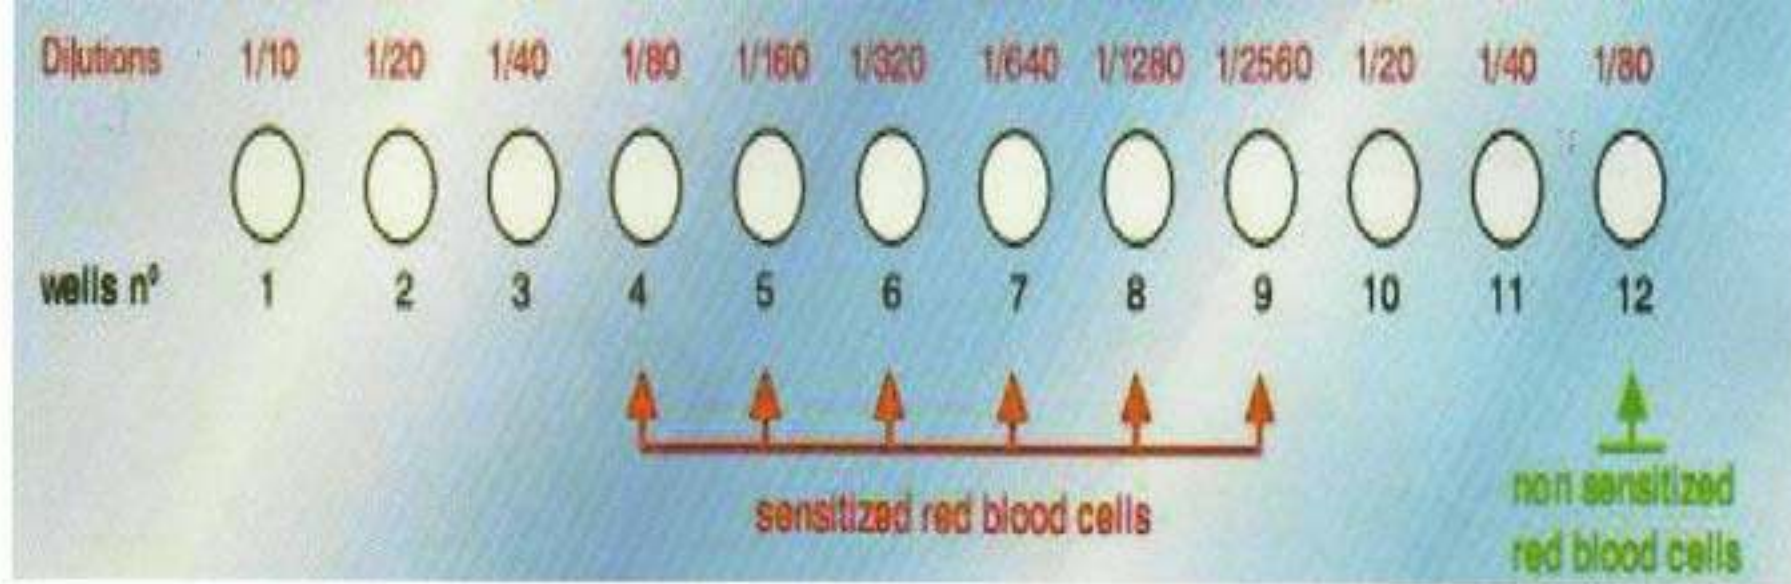 Dilutions 1/10 1/20 1/40 1/80 1/160 1/320 1/640 1/1280 1/2560 1/20 1/40 1/80
wells n° 1 2 3 4 5 6 7 8 9 10 11 12
sensitized red blood cells
non sensitized
red blood cells